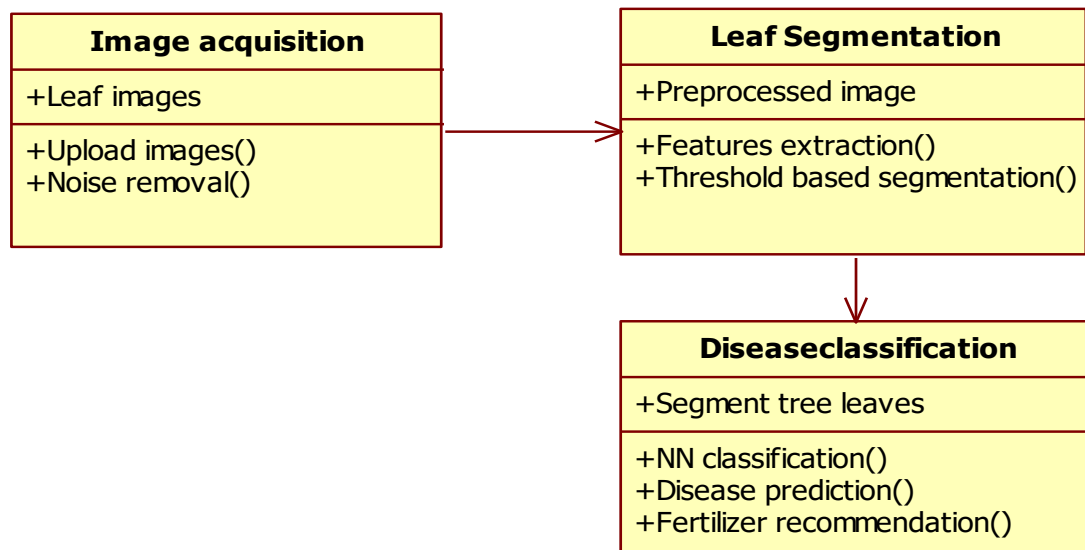 Image acquisition
+Leaf images
+Upload images()
+Noise removal()
Leaf Segmentation
+Preprocessed image
+Features extraction()
+Threshold based segmentation()
Diseaseclassification
+Segment tree leaves
+NN classification()
+Disease prediction()
+Fertilizer recommendation()